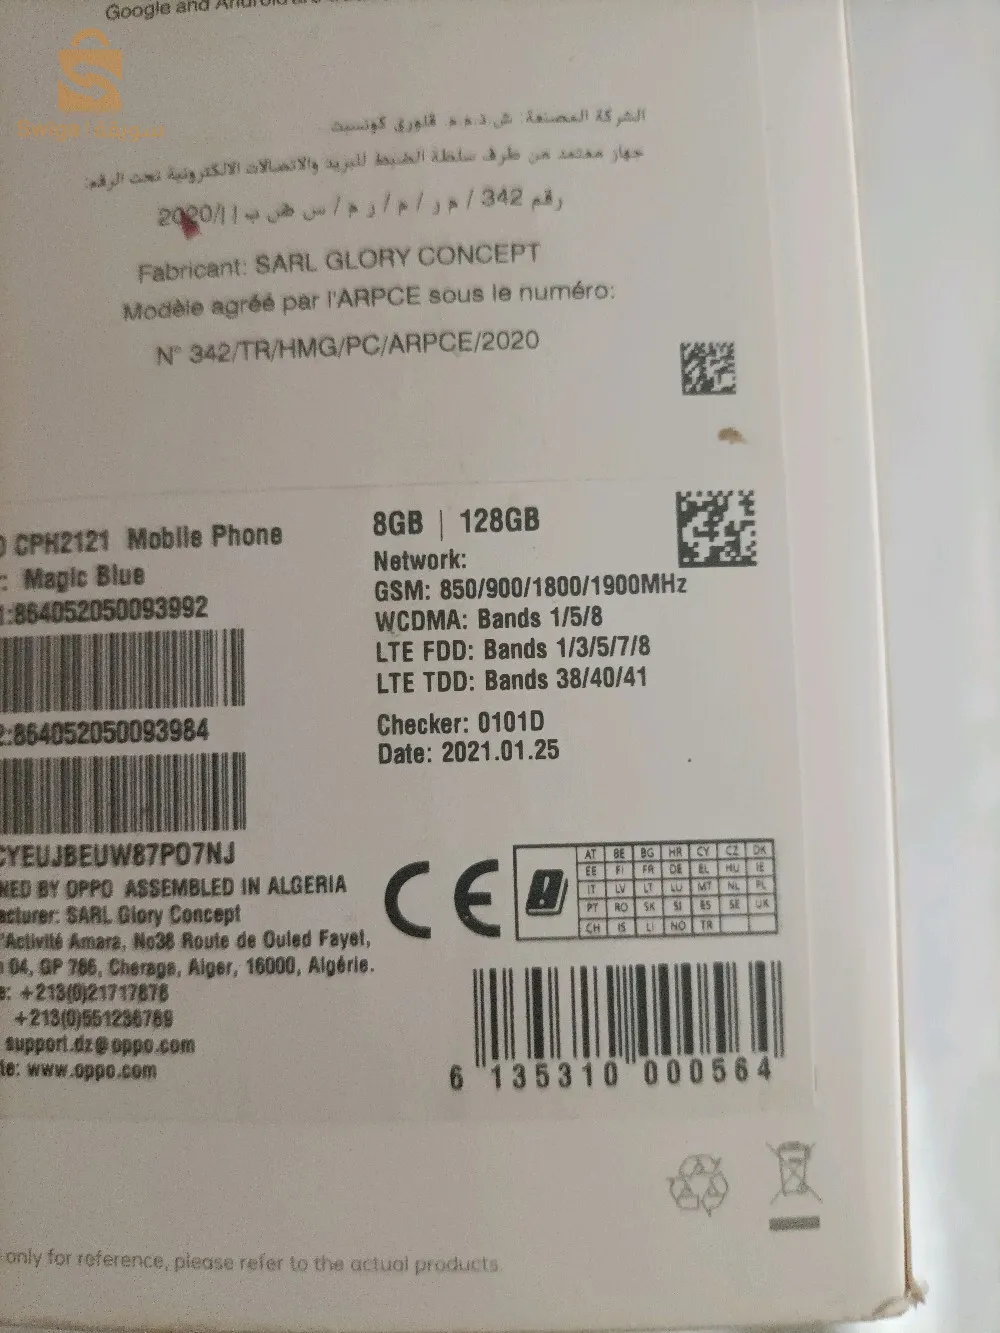 Google and Android are
الشركة المصنعة: ش.ذ.م.م قلوري كونسبت
جهاز معتمد من طرف سلطة الضبط للبريد والاتصالات الالكترونية تحت الرقم:
رقم 342 / م ر / م / ر م / س ض ب ا ا/2020
Fabricant: SARL GLORY CONCEPT
Modèle agréé par l'ARPCE sous le numéro:
N° 342/TR/HMG/PC/ARPCE/2020
CPH2121 Mobile Phone
: Magic Blue
1:864052050093992
2:864052050093984
CYEUJBEUW87PO7NJ
NED BY OPPO ASSEMBLED IN ALGERIA
acturer: SARL Glory Concept
'Activité Amara, No38 Route de Ouled Fayet,
04, GP 786, Cheraga, Alger, 16000, Algérie.
e: +213(0)21717878
+213(0)551236789
support.dz@oppo.com
te: www.oppo.com
8GB | 128GB
Network:
GSM: 850/900/1800/1900MHz
WCDMA: Bands 1/5/8
LTE FDD: Bands 1/3/5/7/8
LTE TDD: Bands 38/40/41
Checker: 0101D
Date: 2021.01.25
CE
AT BE BG HR CY CZ DK
EE FI FR DE EL HU IE
IT LV LT LU MT NL PL
PT RO SK SI ES SE UK
CH IS LI NO TR
6 135310 000564
only for reference, please refer to the actual products.